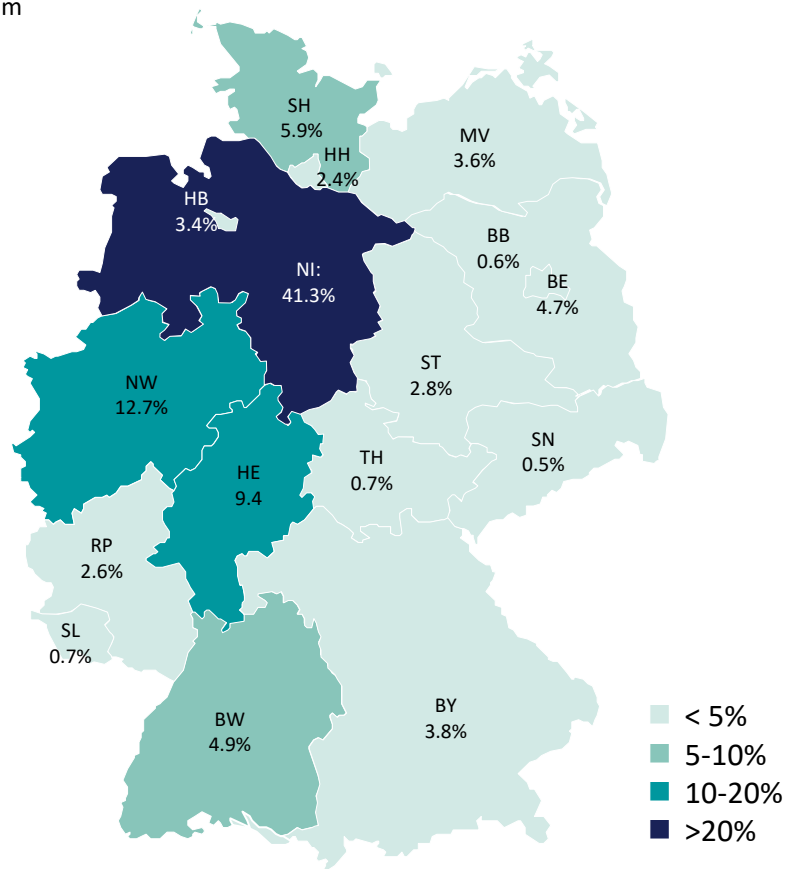 m
SH
5.9%
HH
2.4%
MV
3.6%
HB
3.4%
NI:
41.3%
BB
0.6%
BE
4.7%
NW
12.7%
ST
2.8%
SN
0.5%
TH
0.7%
HE
9.4
RP
2.6%
SL
0.7%
BW
4.9%
BY
3.8%
< 5%
5-10%
10-20%
>20%